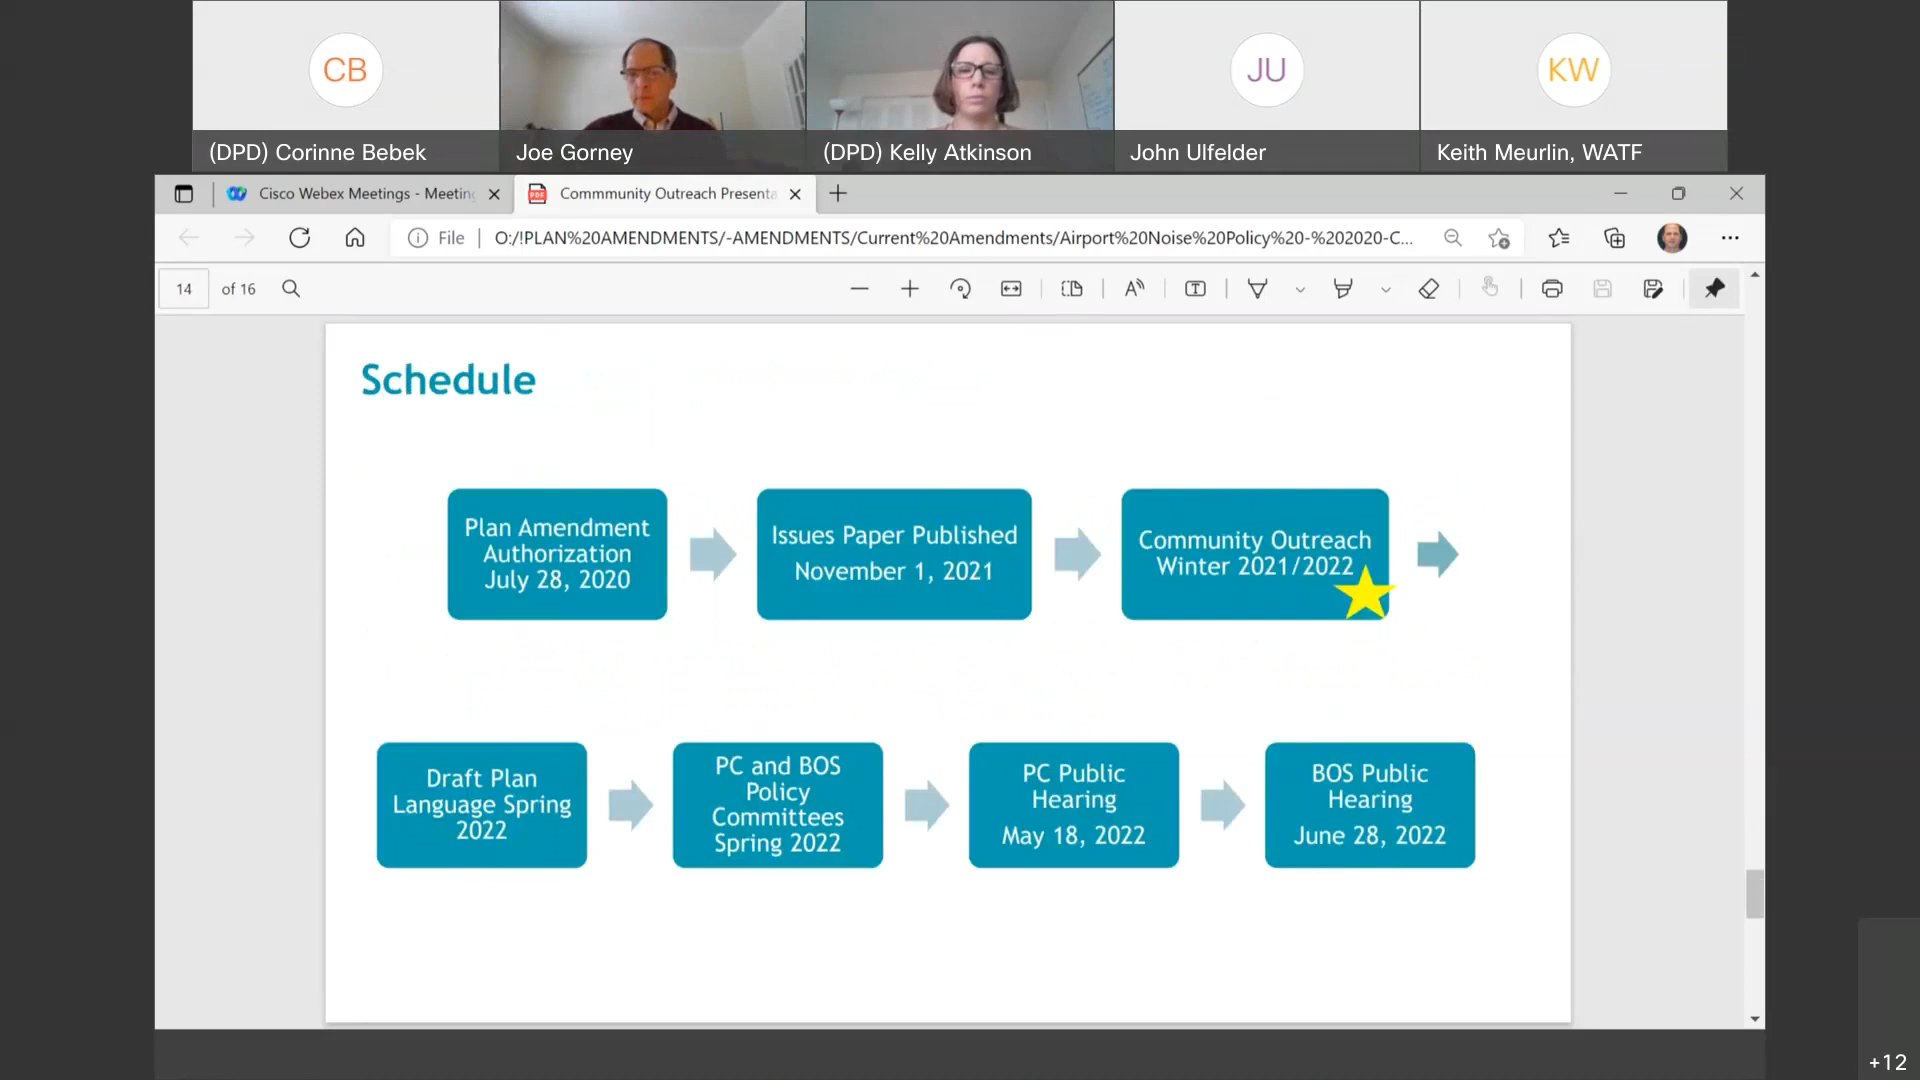 CB
JU
KW
(DPD) Corinne Bebek
Joe Gorney
(DPD) Kelly Atkinson
John Ulfelder
Keith Meurlin, WATF
Cisco Webex Meetings - Meeting
Commmunity Outreach Presenta
File
O:/!PLAN%20AMENDMENTS/-AMENDMENTS/Current%20Amendments/Airport%20Noise%20Policy%20-%202020-C...
14 of 16
Schedule
Plan Amendment
Authorization
July 28, 2020
Issues Paper Published
November 1, 2021
Community Outreach
Winter 2021/2022
Draft Plan
Language Spring
2022
PC and BOS
Policy
Committees
Spring 2022
PC Public
Hearing
May 18, 2022
BOS Public
Hearing
June 28, 2022
+12